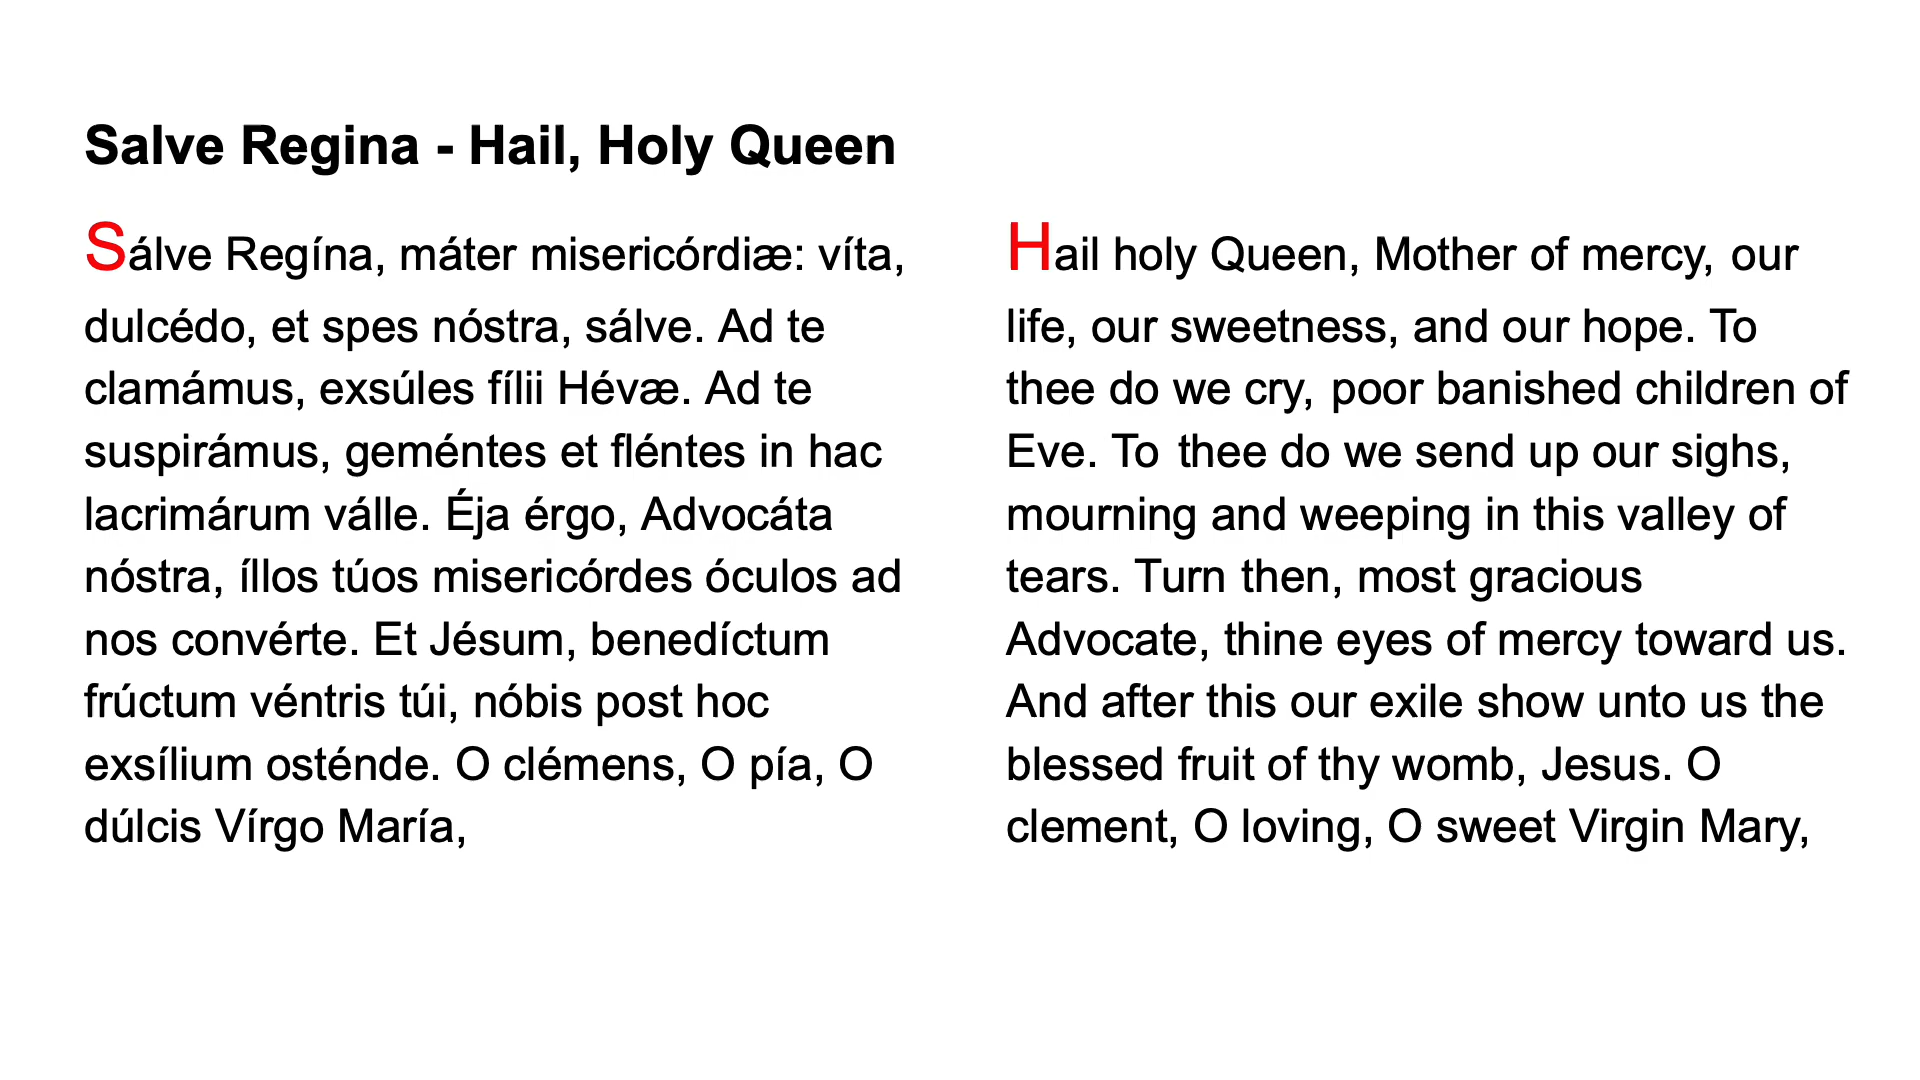 Salve Regina - Hail, Holy Queen
Sálve Regína, máter misericórdiæ: víta,
dulcédo, et spes nóstra, sálve. Ad te
clamámus, exsúles fílii Hévæ. Ad te
suspirámus, geméntes et fléntes in hac
lacrimárum válle. Éja érgo, Advocáta
nóstra, íllos túos misericórdes óculos ad
nos convérte. Et Jésum, benedíctum
frúctum véntris túi, nóbis post hoc
exsílium osténde. O clémens, O pía, O
dúlcis Vírgo María,
Hail holy Queen, Mother of mercy, our
life, our sweetness, and our hope. To
thee do we cry, poor banished children of
Eve. To thee do we send up our sighs,
mourning and weeping in this valley of
tears. Turn then, most gracious
Advocate, thine eyes of mercy toward us.
And after this our exile show unto us the
blessed fruit of thy womb, Jesus. O
clement, O loving, O sweet Virgin Mary,